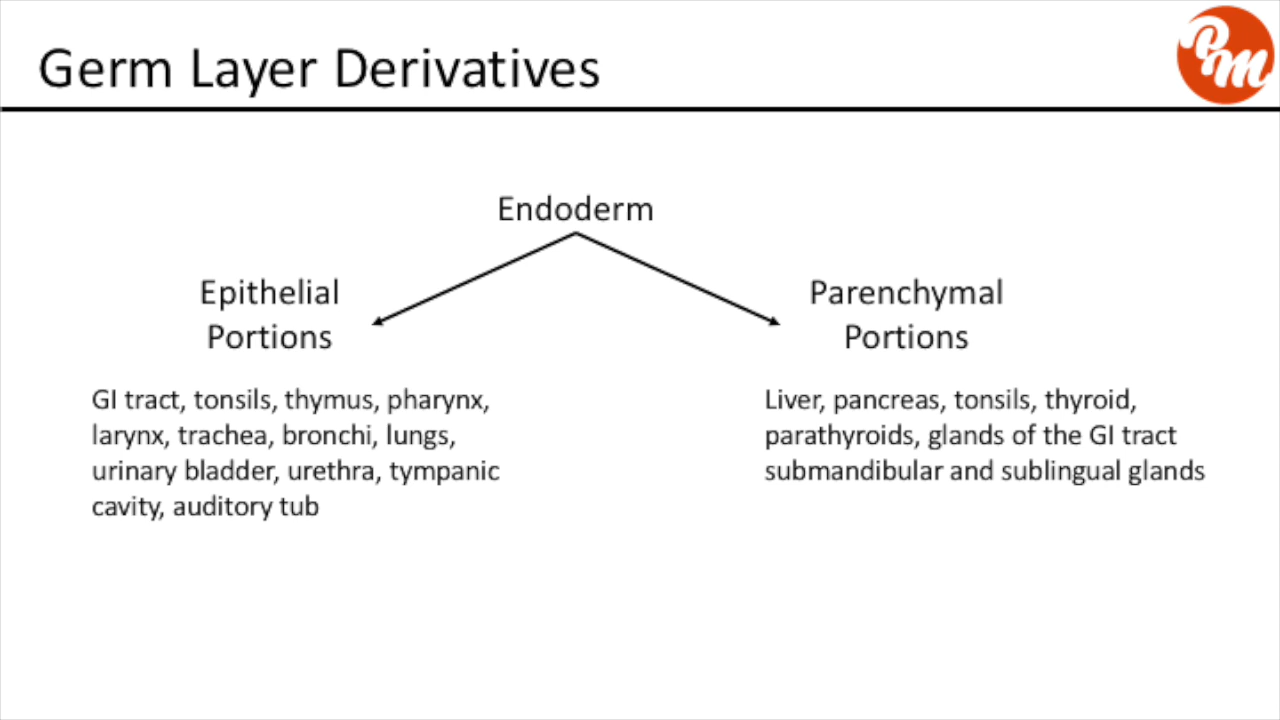 Germ Layer Derivatives
PM
Endoderm
Epithelial
Portions
GI tract, tonsils, thymus, pharynx,
larynx, trachea, bronchi, lungs,
urinary bladder, urethra, tympanic
cavity, auditory tub
Parenchymal
Portions
Liver, pancreas, tonsils, thyroid,
parathyroids, glands of the GI tract
submandibular and sublingual glands